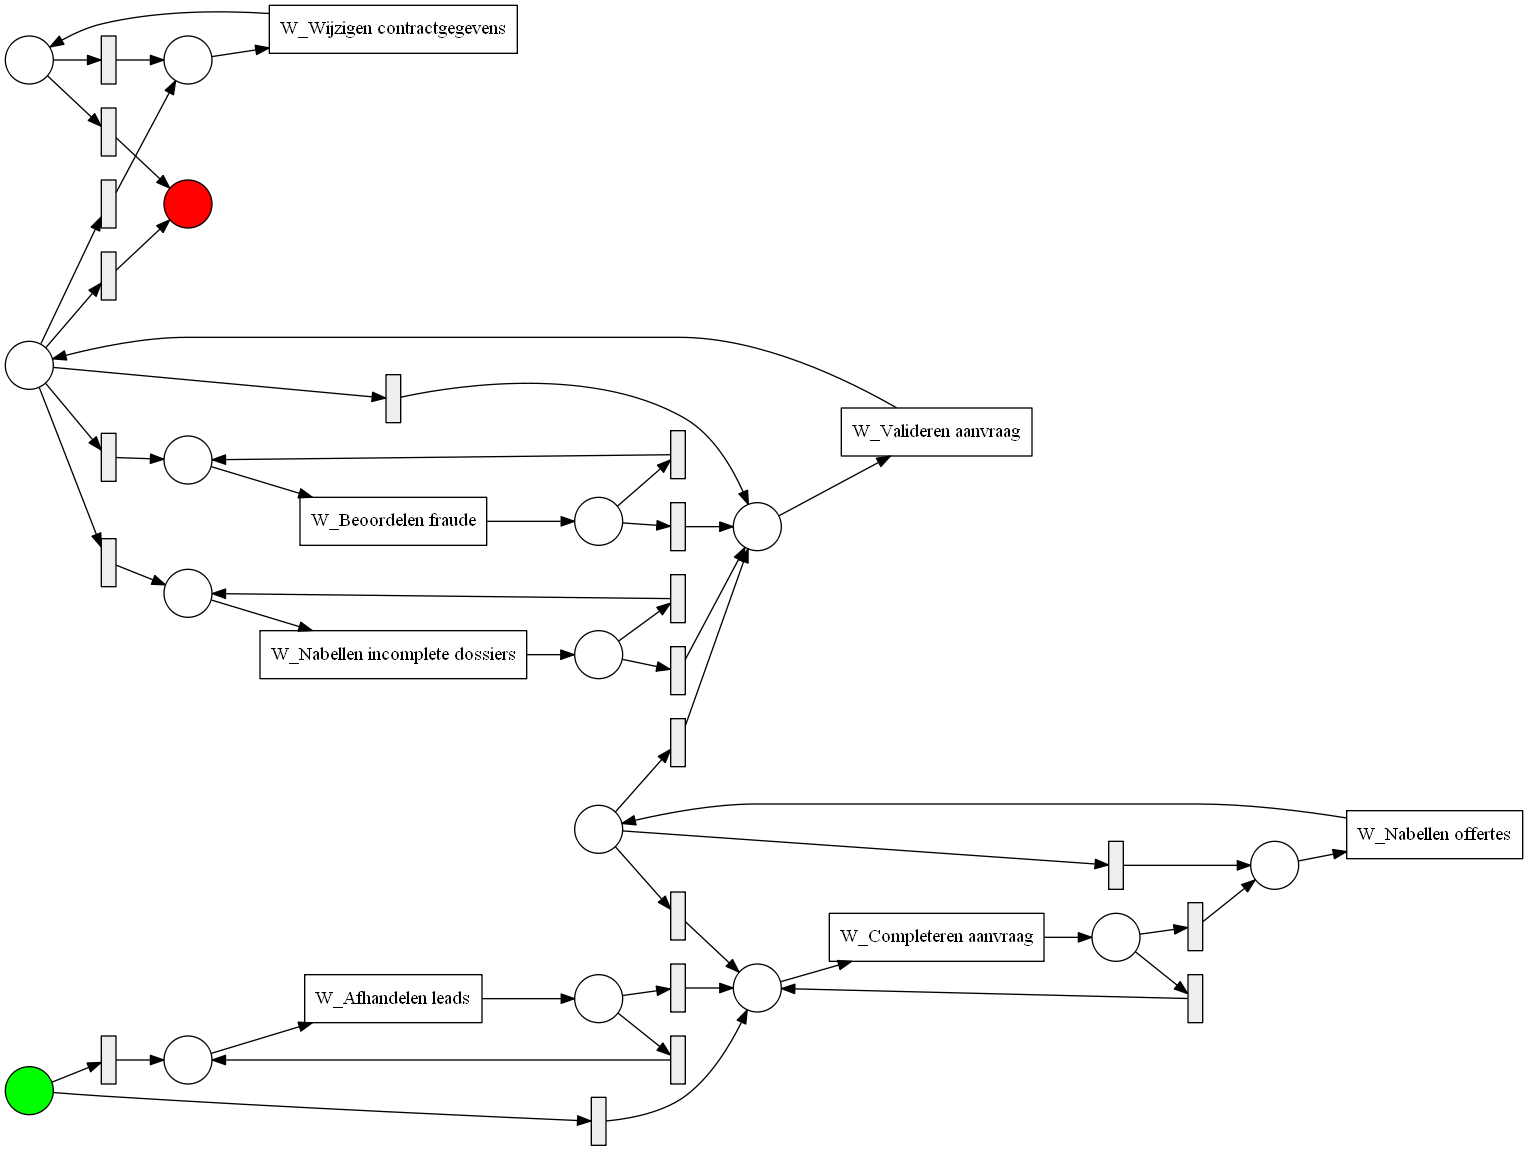 W_Wijzigen contractgegevens
W_Valideren aanvraag
W_Beoordelen fraude
W_Nabellen incomplete dossiers
W_Nabellen offertes
W_Completeren aanvraag
W_Afhandelen leads